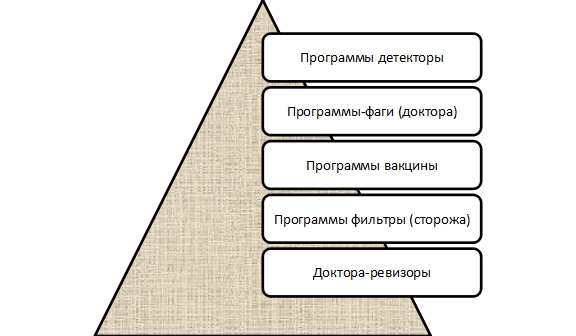 Программы детекторы
Программы-фаги (доктора)
Программы вакцины
Программы фильтры (сторожа)
Доктора-ревизоры